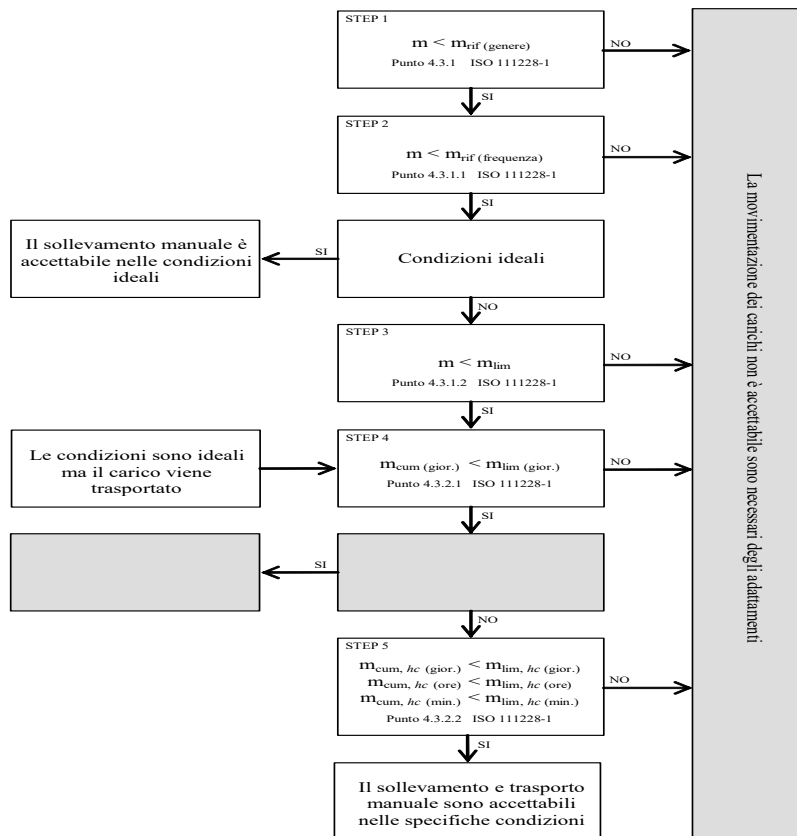 STEP 1
m < mrif (genere)
Punto 4.3.1 ISO 111228-1
NO
SI
STEP 2
m < mrif (frequenza)
Punto 4.3.1.1 ISO 111228-1
NO
SI
Il sollevamento manuale è
accettabile nelle condizioni
ideali
SI
Condizioni ideali
NO
STEP 3
m < mlim
Punto 4.3.1.2 ISO 111228-1
NO
SI
Le condizioni sono ideali
ma il carico viene
trasportato
STEP 4
mcum (gior.) < mlim (gior.)
Punto 4.3.2.1 ISO 111228-1
NO
SI
SI
NO
STEP 5
mcum, hc (gior.) < mlim, hc (gior.)
mcum, hc (ore) < mlim, hc (ore)
mcum, hc (min.) < mlim, hc (min.)
Punto 4.3.2.2 ISO 111228-1
NO
SI
Il sollevamento e trasporto
manuale sono accettabili
nelle specifiche condizioni
La movimentazione dei carichi non è accettabile sono necessari degli adattamenti